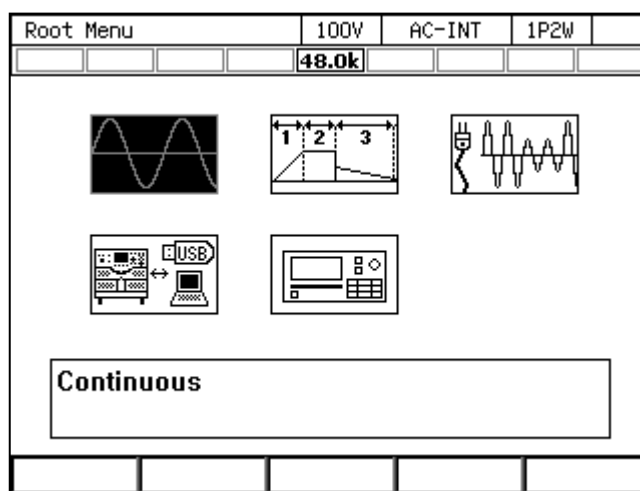 Root Menu 100V AC-INT 1P2W
48.0k
1 2 3
USB
Continuous